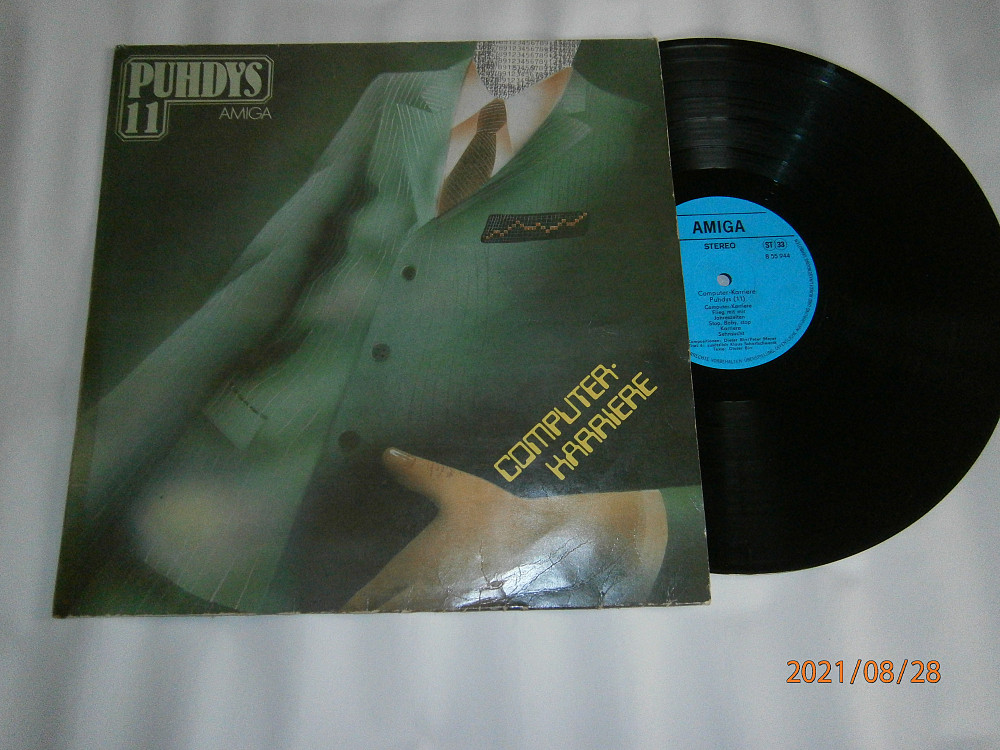 PUHDYS
11
AMIGA
COMPUTER-
KARRIERE
AMIGA
STEREO
ST 33
8 55 944
Computer-Karriere
Puhdys (11)
Computer-Karriere
Flieg mit mir
Jahreszeiten
Stop, Baby, stop
Karriere
Sehnsucht
2021/08/28